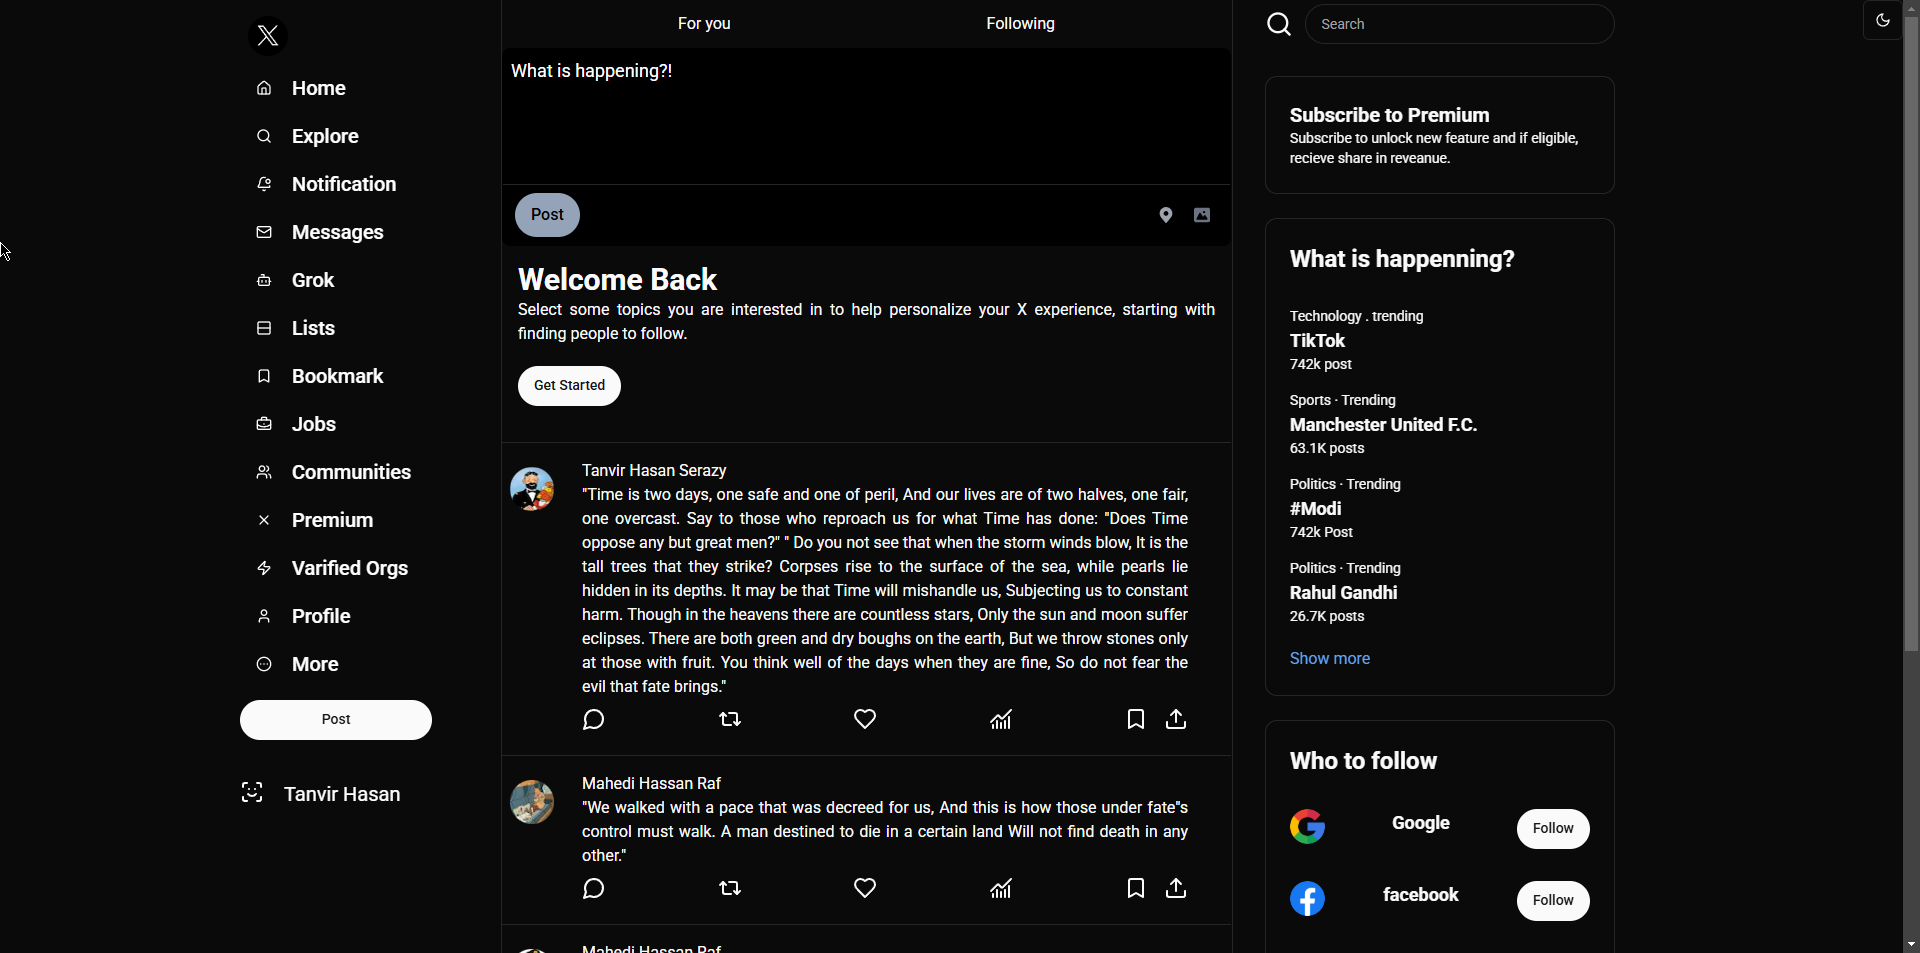 Home
Explore
Notification
Messages
Grok
Lists
Bookmark
Jobs
Communities
Premium
Varified Orgs
Profile
More
Post
Tanvir Hasan
For you
Following
What is happening?!
Post
Welcome Back
Select some topics you are interested in to help personalize your X experience, starting with
finding people to follow.
Get Started
Tanvir Hasan Serazy
"Time is two days, one safe and one of peril, And our lives are of two halves, one fair,
one overcast. Say to those who reproach us for what Time has done: "Does Time
oppose any but great men?" " Do you not see that when the storm winds blow, It is the
tall trees that they strike? Corpses rise to the surface of the sea, while pearls lie
hidden in its depths. It may be that Time will mishandle us, Subjecting us to constant
harm. Though in the heavens there are countless stars, Only the sun and moon suffer
eclipses. There are both green and dry boughs on the earth, But we throw stones only
at those with fruit. You think well of the days when they are fine, So do not fear the
evil that fate brings."
Mahedi Hassan Raf
"We walked with a pace that was decreed for us, And this is how those under fate"s
control must walk. A man destined to die in a certain land Will not find death in any
other."
Mahedi Hassan Raf
Search
Subscribe to Premium
Subscribe to unlock new feature and if eligible,
recieve share in reveanue.
What is happenning?
Technology . trending
TikTok
742k post
Sports · Trending
Manchester United F.C.
63.1K posts
Politics · Trending
#Modi
742k Post
Politics · Trending
Rahul Gandhi
26.7K posts
Show more
Who to follow
Google
Follow
facebook
Follow